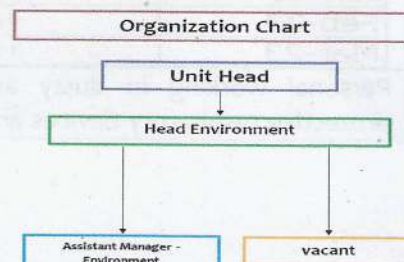 Organization Chart
Unit Head
Head Environment
Assistant Manager -
Environment
vacant